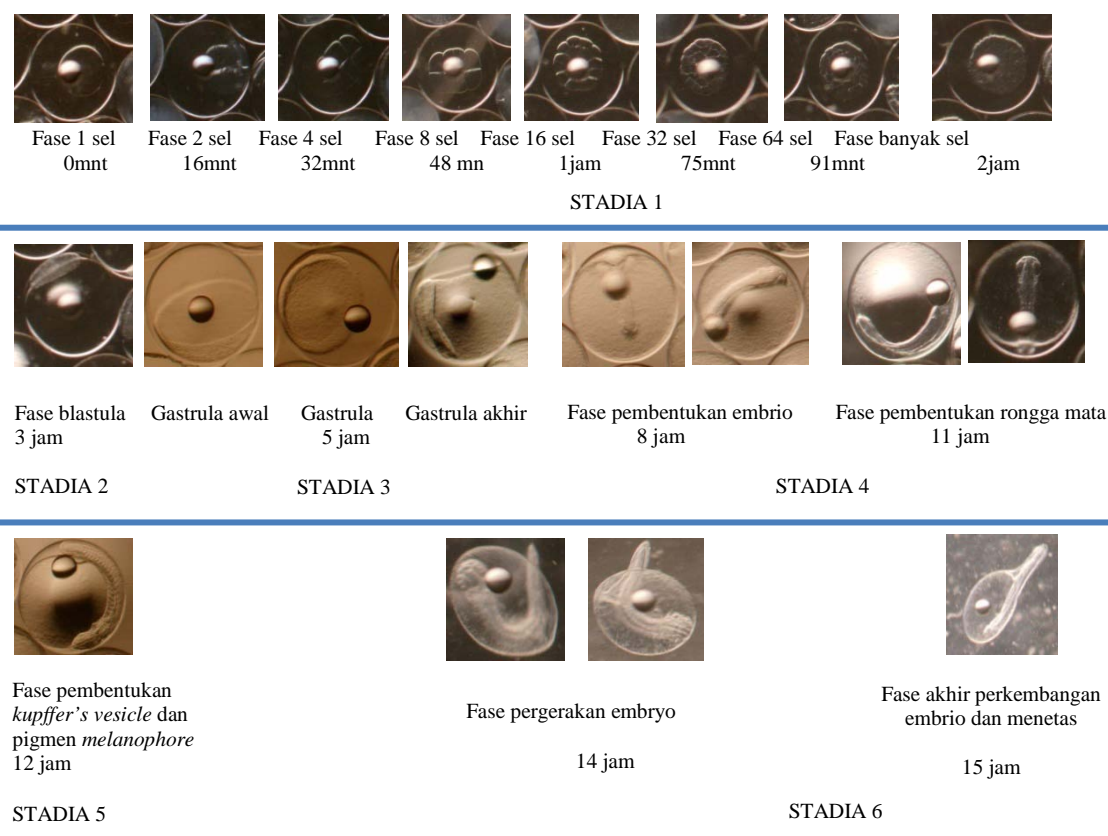 Fase 1 sel Fase 2 sel Fase 4 sel Fase 8 sel Fase 16 sel Fase 32 sel Fase 64 sel Fase banyak sel
0mnt 16mnt 32mnt 48 mn 1jam 75mnt 91mnt 2jam
STADIA 1
Fase blastula Gastrula awal Gastrula Gastrula akhir Fase pembentukan embrio Fase pembentukan rongga mata
3 jam 5 jam 8 jam 11 jam
STADIA 2 STADIA 3 STADIA 4
Fase pembentukan
kupffer's vesicle dan
pigmen melanophore
12 jam
STADIA 5
Fase pergerakan embryo
14 jam
Fase akhir perkembangan
embrio dan menetas
15 jam
STADIA 6